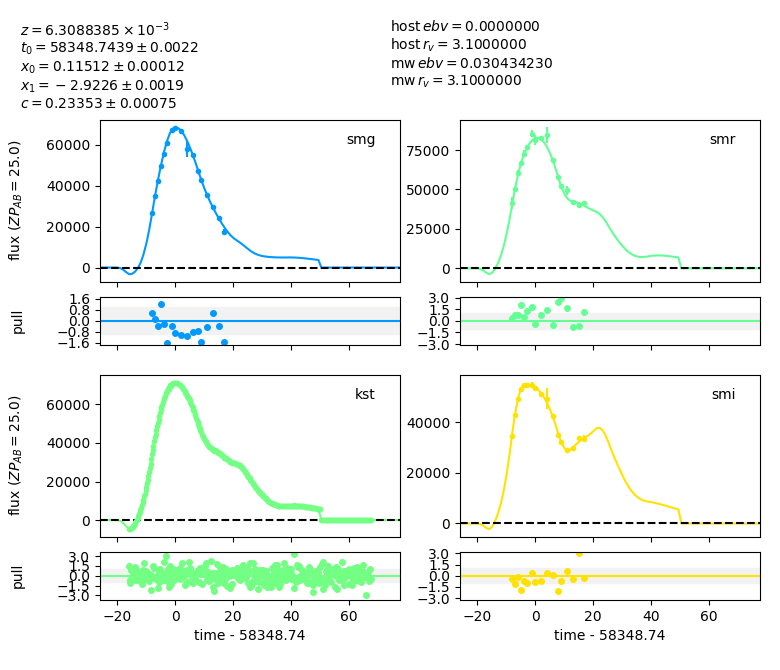 z = 6.3088385 × 10⁻³
t₀ = 58348.7439 ± 0.0022
x₀ = 0.11512 ± 0.00012
x₁ = −2.9226 ± 0.0019
c = 0.23353 ± 0.00075
host ebv = 0.0000000
host r_v = 3.1000000
mw ebv = 0.030434230
mw r_v = 3.1000000
flux (ZP_AB = 25.0)
60000
40000
20000
0
smg
75000
50000
25000
0
smr
pull
1.6
0.8
0.0
−0.8
−1.6
3.0
1.5
0.0
−1.5
−3.0
flux (ZP_AB = 25.0)
60000
40000
20000
0
kst
40000
20000
0
smi
pull
3.0
1.5
0.0
−1.5
−3.0
3.0
1.5
0.0
−1.5
−3.0
−20 0 20 40 60
−20 0 20 40 60
time - 58348.74
time - 58348.74